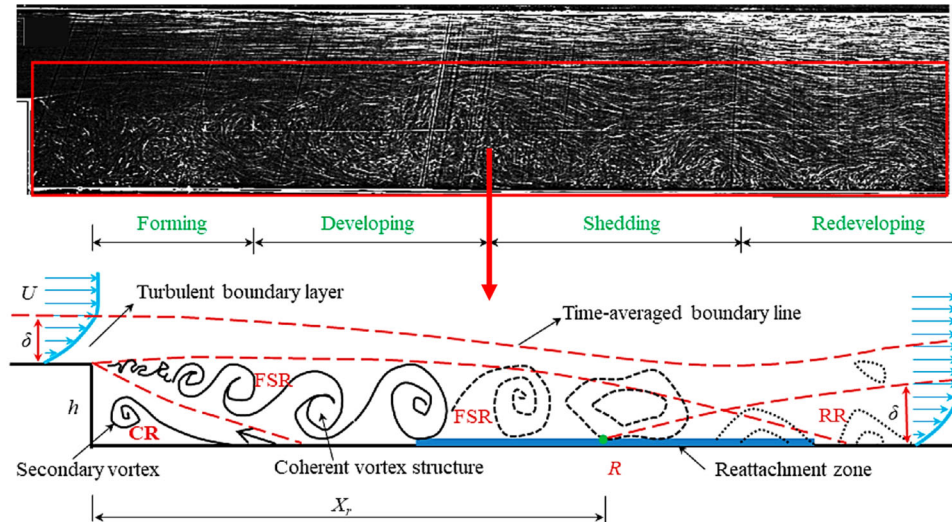 Forming
Developing
Shedding
Redeveloping
U
Turbulent boundary layer
Time-averaged boundary line
δ
FSR
h
CR
FSR
RR
δ
Secondary vortex
Coherent vortex structure
R
Reattachment zone
Xr